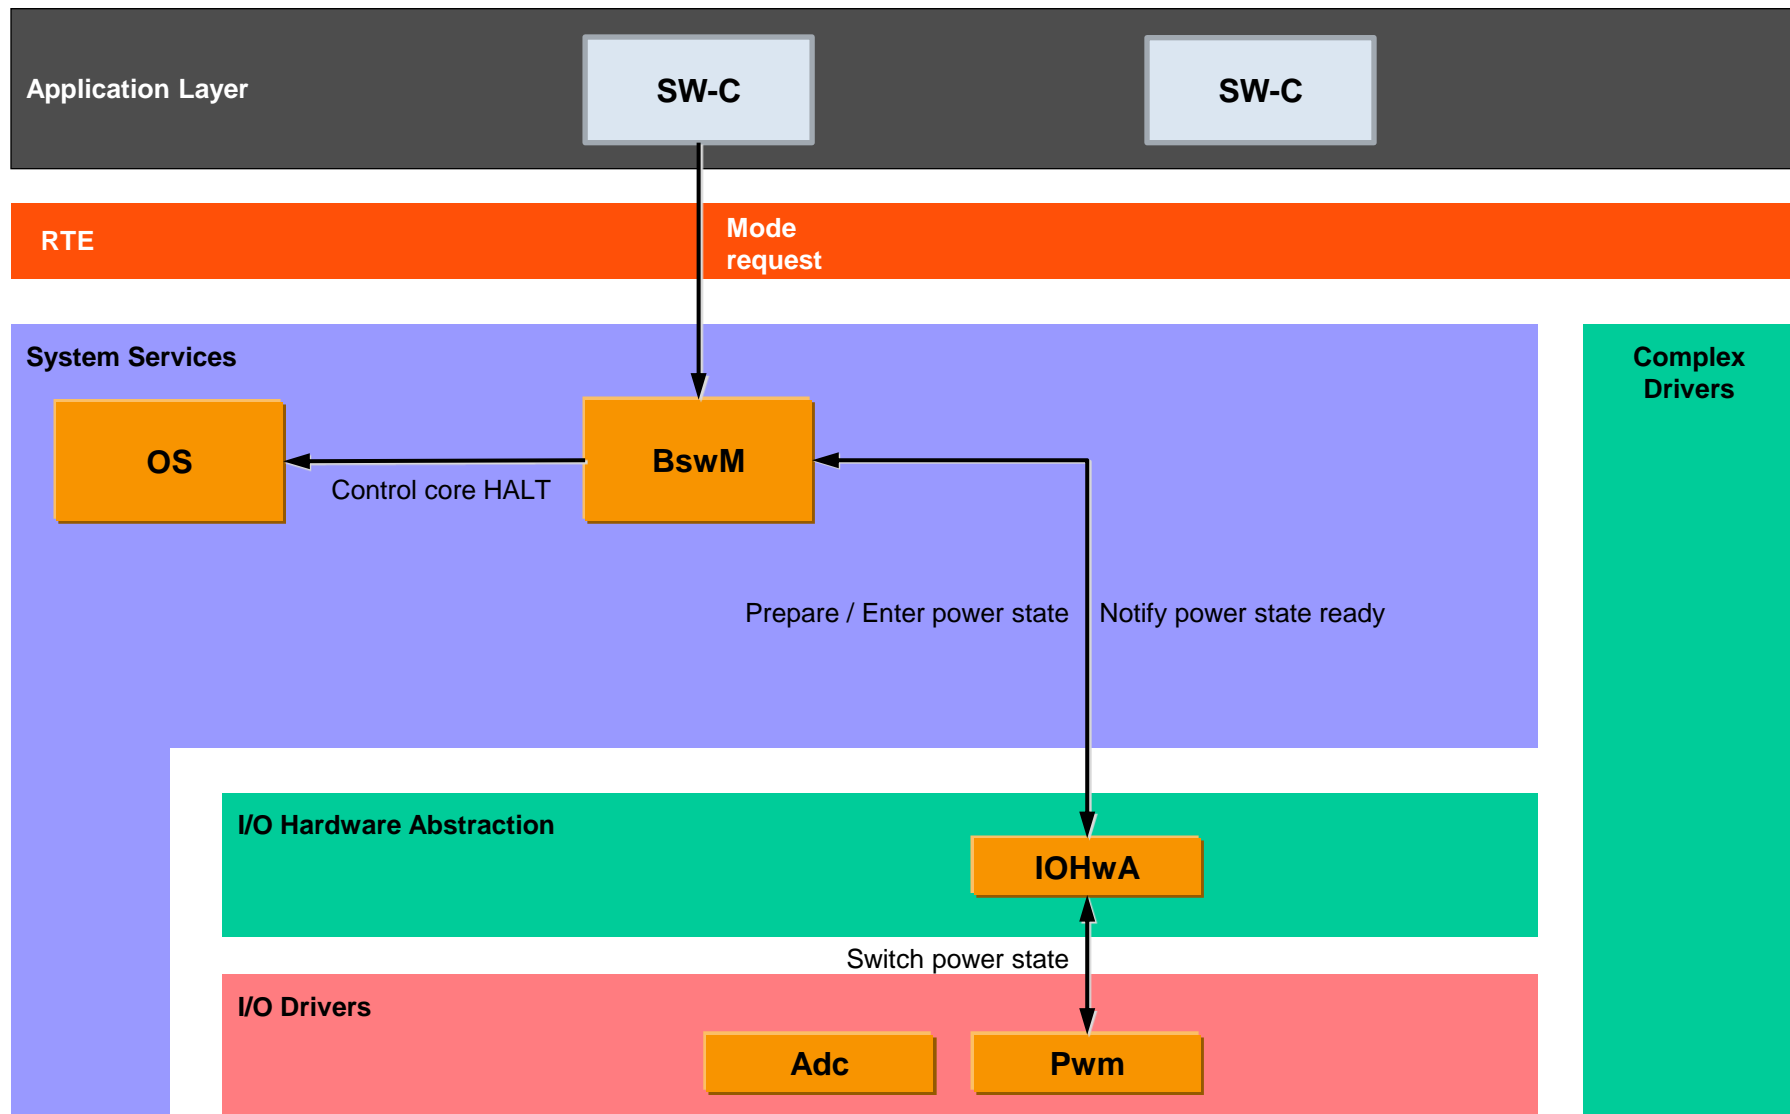 Application Layer
SW-C
SW-C
RTE
Mode
request
System Services
Complex
Drivers
OS
BswM
Control core HALT
Prepare / Enter power state
Notify power state ready
I/O Hardware Abstraction
IOHwA
Switch power state
I/O Drivers
Adc
Pwm